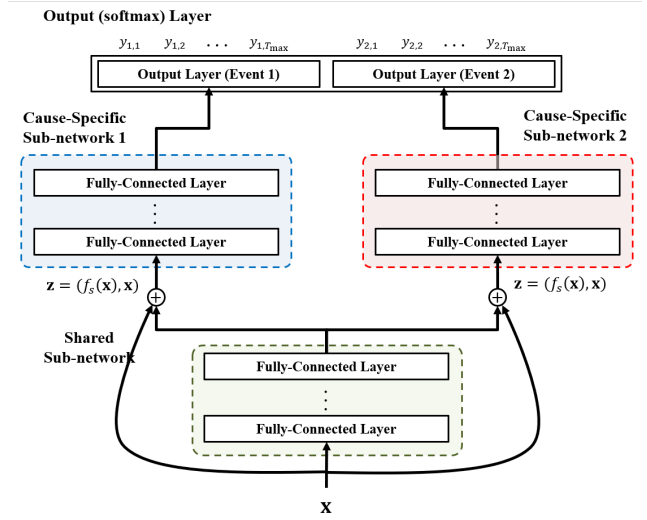 Output (softmax) Layer
y₁,₁ y₁,₂ ··· y₁,Tmax y₂,₁ y₂,₂ ··· y₂,Tmax
Output Layer (Event 1) Output Layer (Event 2)
Cause-Specific
Sub-network 1
Cause-Specific
Sub-network 2
Fully-Connected Layer
⋮
Fully-Connected Layer
Fully-Connected Layer
⋮
Fully-Connected Layer
z = (fₛ(x), x)
+
z = (fₛ(x), x)
+
Shared
Sub-network
Fully-Connected Layer
⋮
Fully-Connected Layer
x